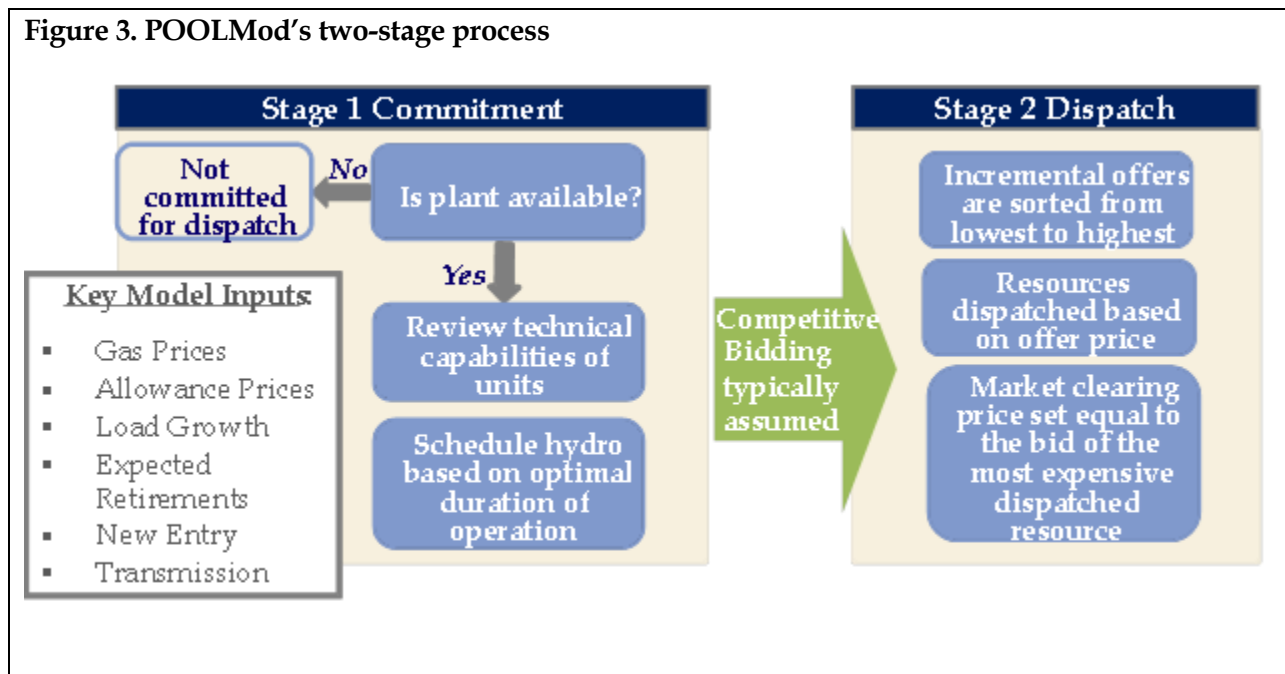 Figure 3. POOLMod’s two-stage process
Stage 1 Commitment
Not
committed
for dispatch
No
Is plant available?
Yes
Review technical
capabilities of
units
Schedule hydro
based on optimal
duration of
operation
Key Model Inputs:
▪ Gas Prices
▪ Allowance Prices
▪ Load Growth
▪ Expected
Retirements
▪ New Entry
▪ Transmission
Competitive
Bidding
typically
assumed
Stage 2 Dispatch
Incremental offers
are sorted from
lowest to highest
Resources
dispatched based
on offer price
Market clearing
price set equal to
the bid of the
most expensive
dispatched
resource